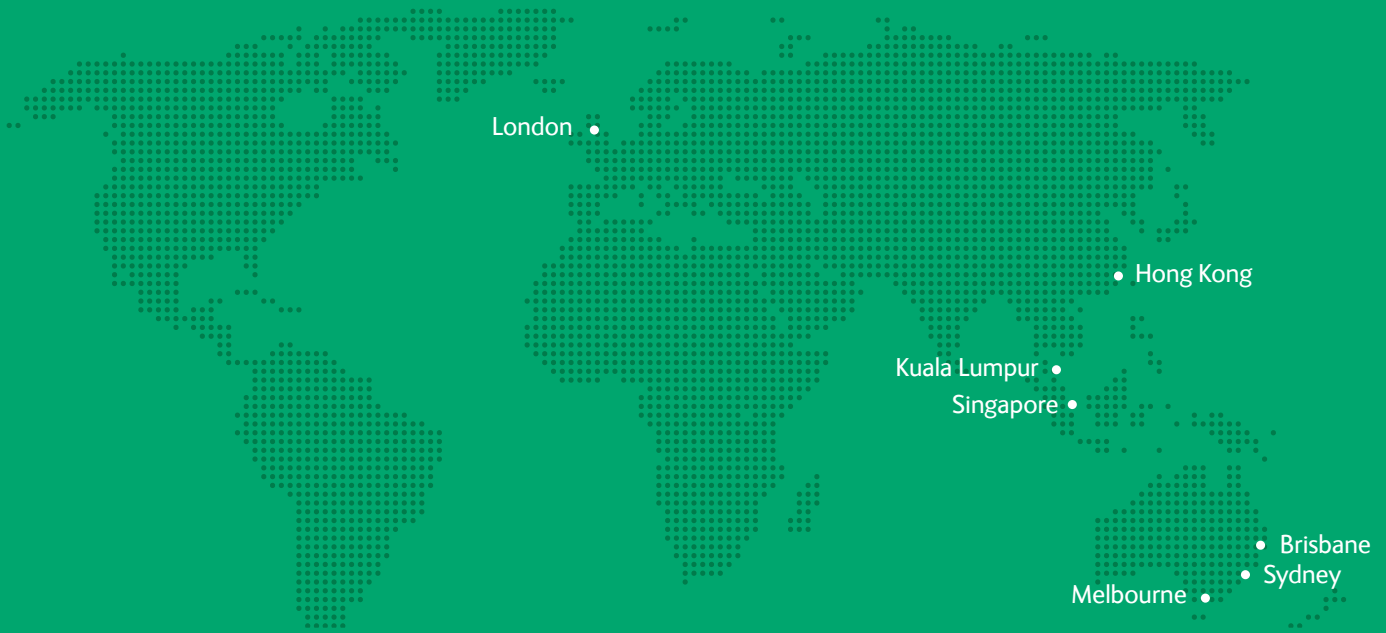 London
Hong Kong
Kuala Lumpur
Singapore
Brisbane
Sydney
Melbourne